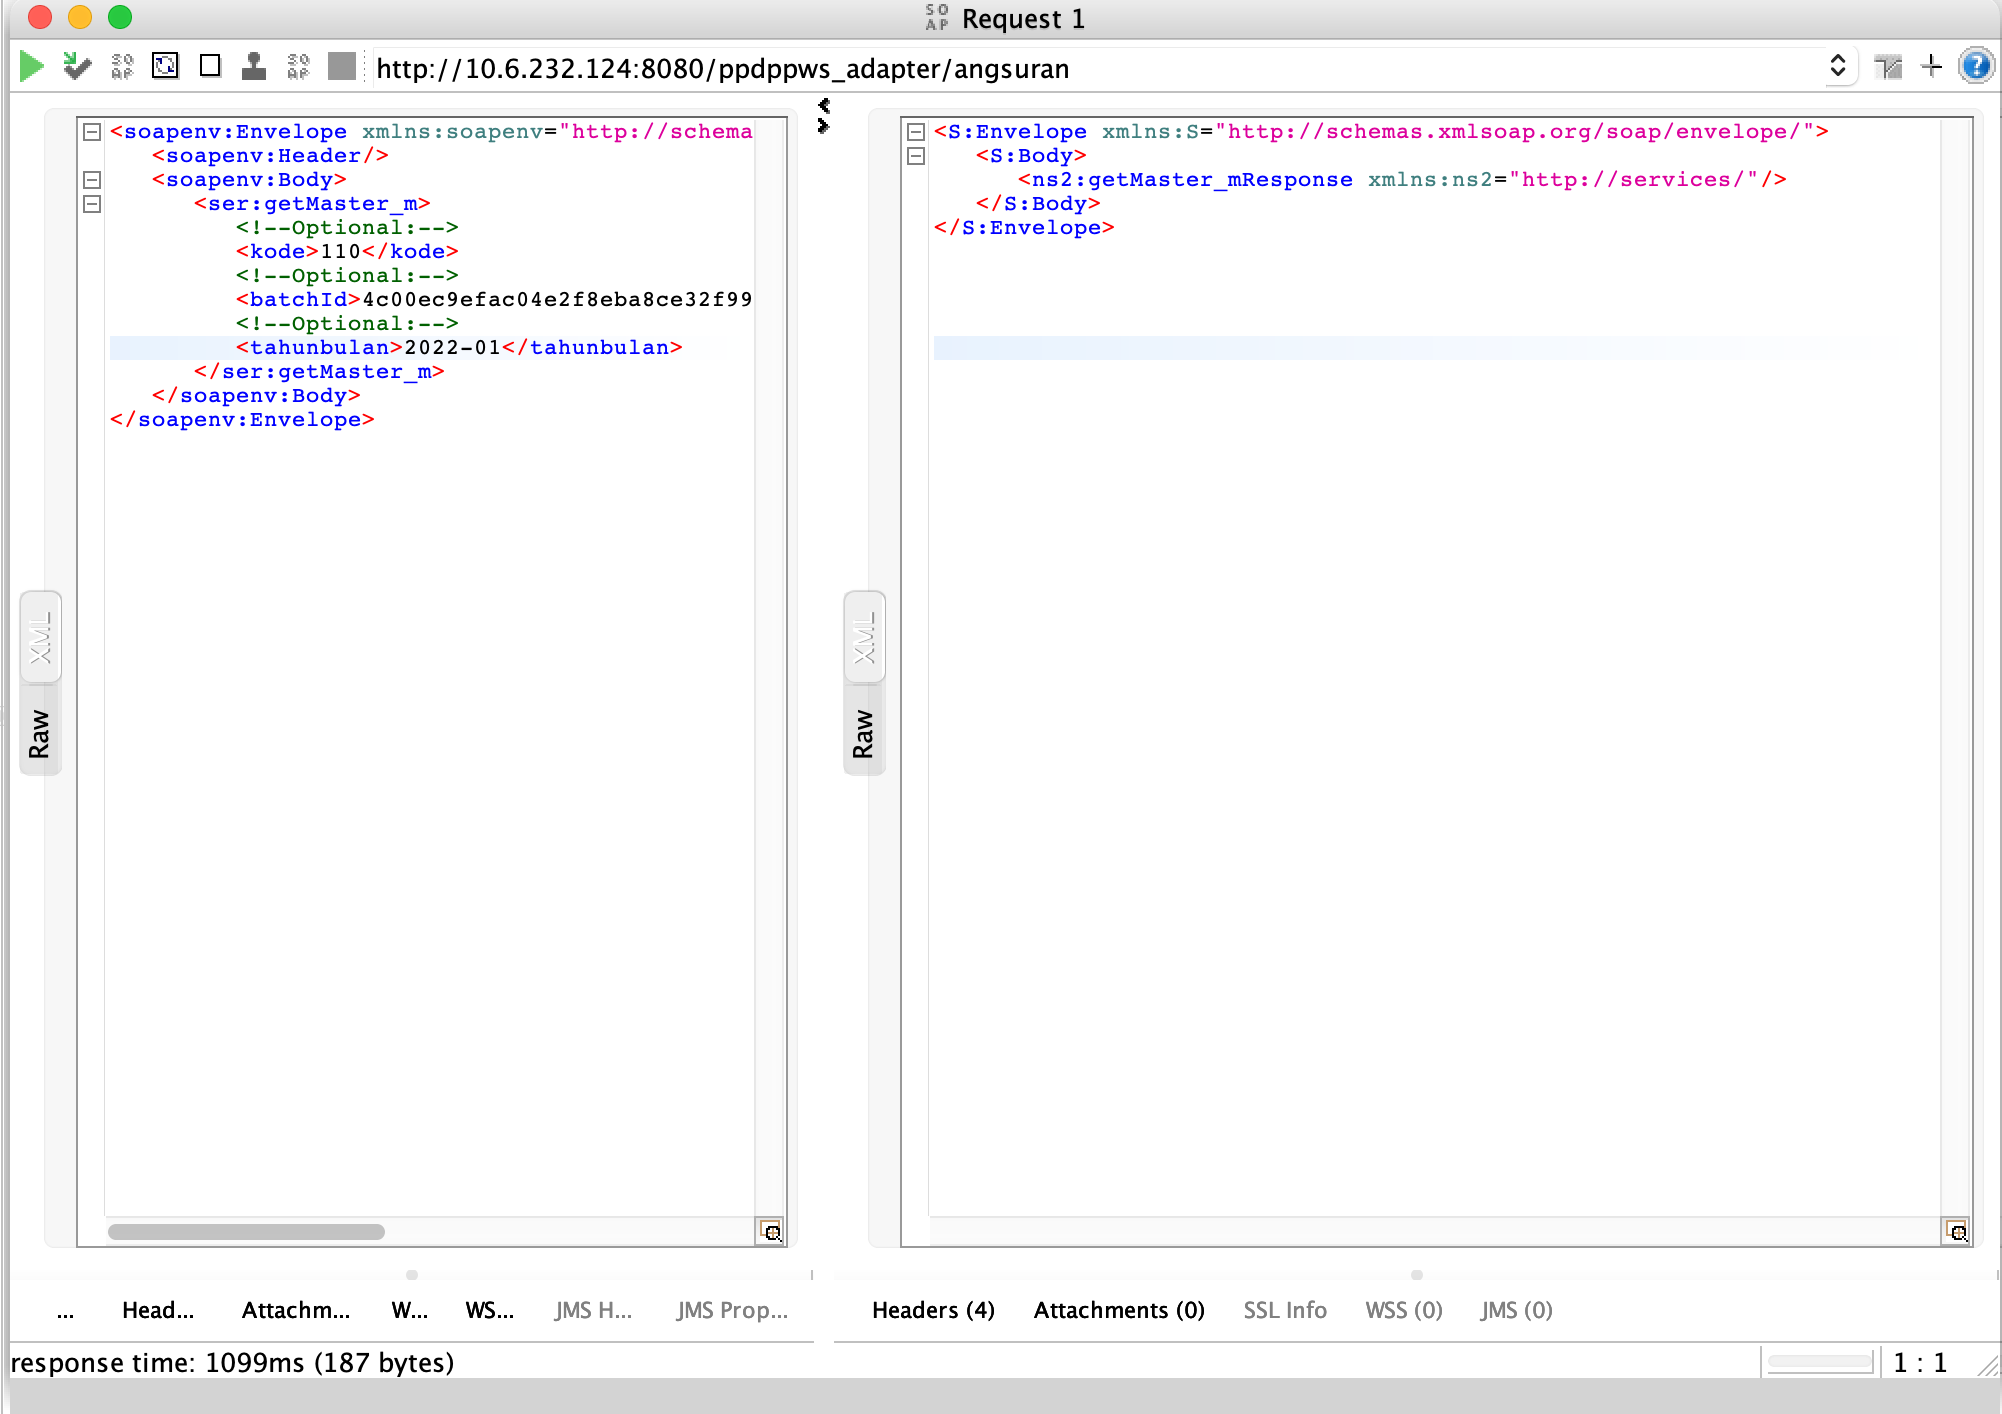 SO AP Request 1
http://10.6.232.124:8080/ppdppws_adapter/angsuran
<soapenv:Envelope xmlns:soapenv="http://schema
<soapenv:Header/>
<soapenv:Body>
<ser:getMaster_m>
<!--Optional:-->
<kode>110</kode>
<!--Optional:-->
<batchId>4c00ec9efac04e2f8eba8ce32f99
<!--Optional:-->
<tahunbulan>2022-01</tahunbulan>
</ser:getMaster_m>
</soapenv:Body>
</soapenv:Envelope>
XML
Raw
<S:Envelope xmlns:S="http://schemas.xmlsoap.org/soap/envelope/">
<S:Body>
<ns2:getMaster_mResponse xmlns:ns2="http://services/"/>
</S:Body>
</S:Envelope>
XML
Raw
... Head... Attachm... W... WS... JMS H... JMS Prop...
Headers (4) Attachments (0) SSL Info WSS (0) JMS (0)
response time: 1099ms (187 bytes)
1 : 1